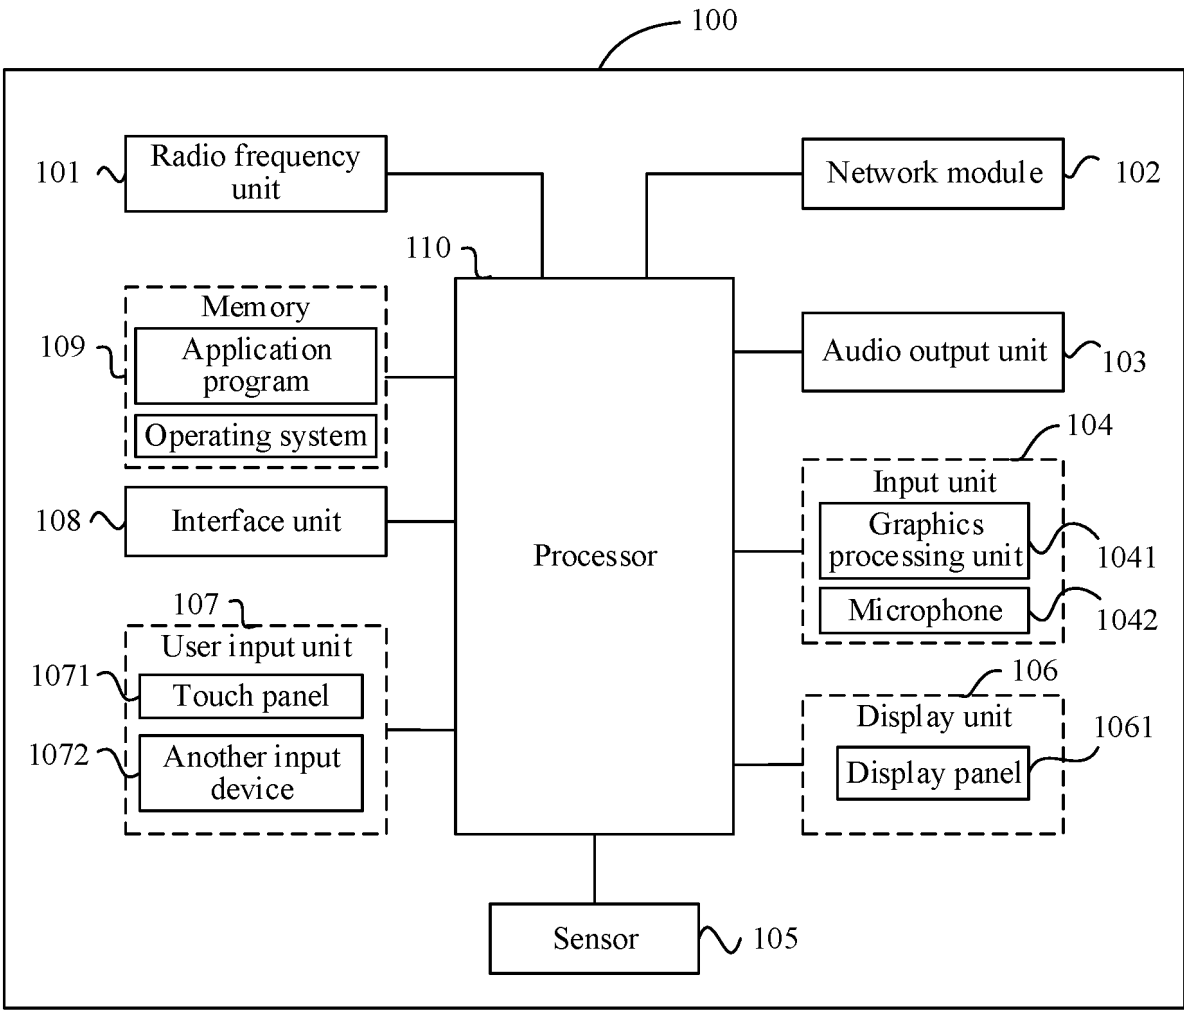 100
101
Radio frequency
unit
Network module
102
110
Memory
109
Application
program
Operating system
Audio output unit
103
104
Input unit
Graphics
processing unit
1041
Microphone
1042
108
Interface unit
Processor
107
User input unit
1071
Touch panel
1072
Another input
device
106
Display unit
1061
Display panel
Sensor
105